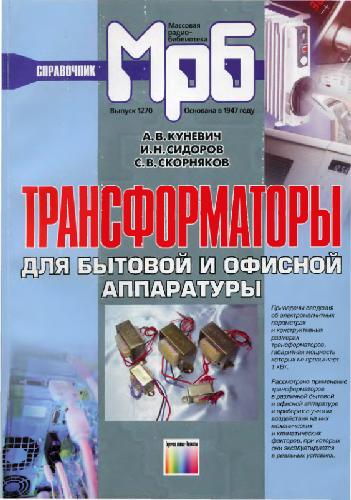 Массовая
радио-
библиотека
МРБ
СПРАВОЧНИК
Выпуск 1270
Основана в 1947 году
А.В.КУНЕВИЧ
И.Н.СИДОРОВ
С.В.СКОРНЯКОВ
ТРАНСФОРМАТОРЫ
ДЛЯ БЫТОВОЙ И ОФИСНОЙ
АППАРАТУРЫ
Приведены сведения
об электромагнитных
параметрах
и конструктивных
размерах
трансформаторов,
габаритная мощность
которых не превышает
1 кВт.
Рассмотрено применение
трансформаторов
в различной бытовой
и офисной аппаратуре
и приборах с учетом
воздействия на них
механических
и климатических
факторов, при которых
они эксплуатируются
в реальных условиях.